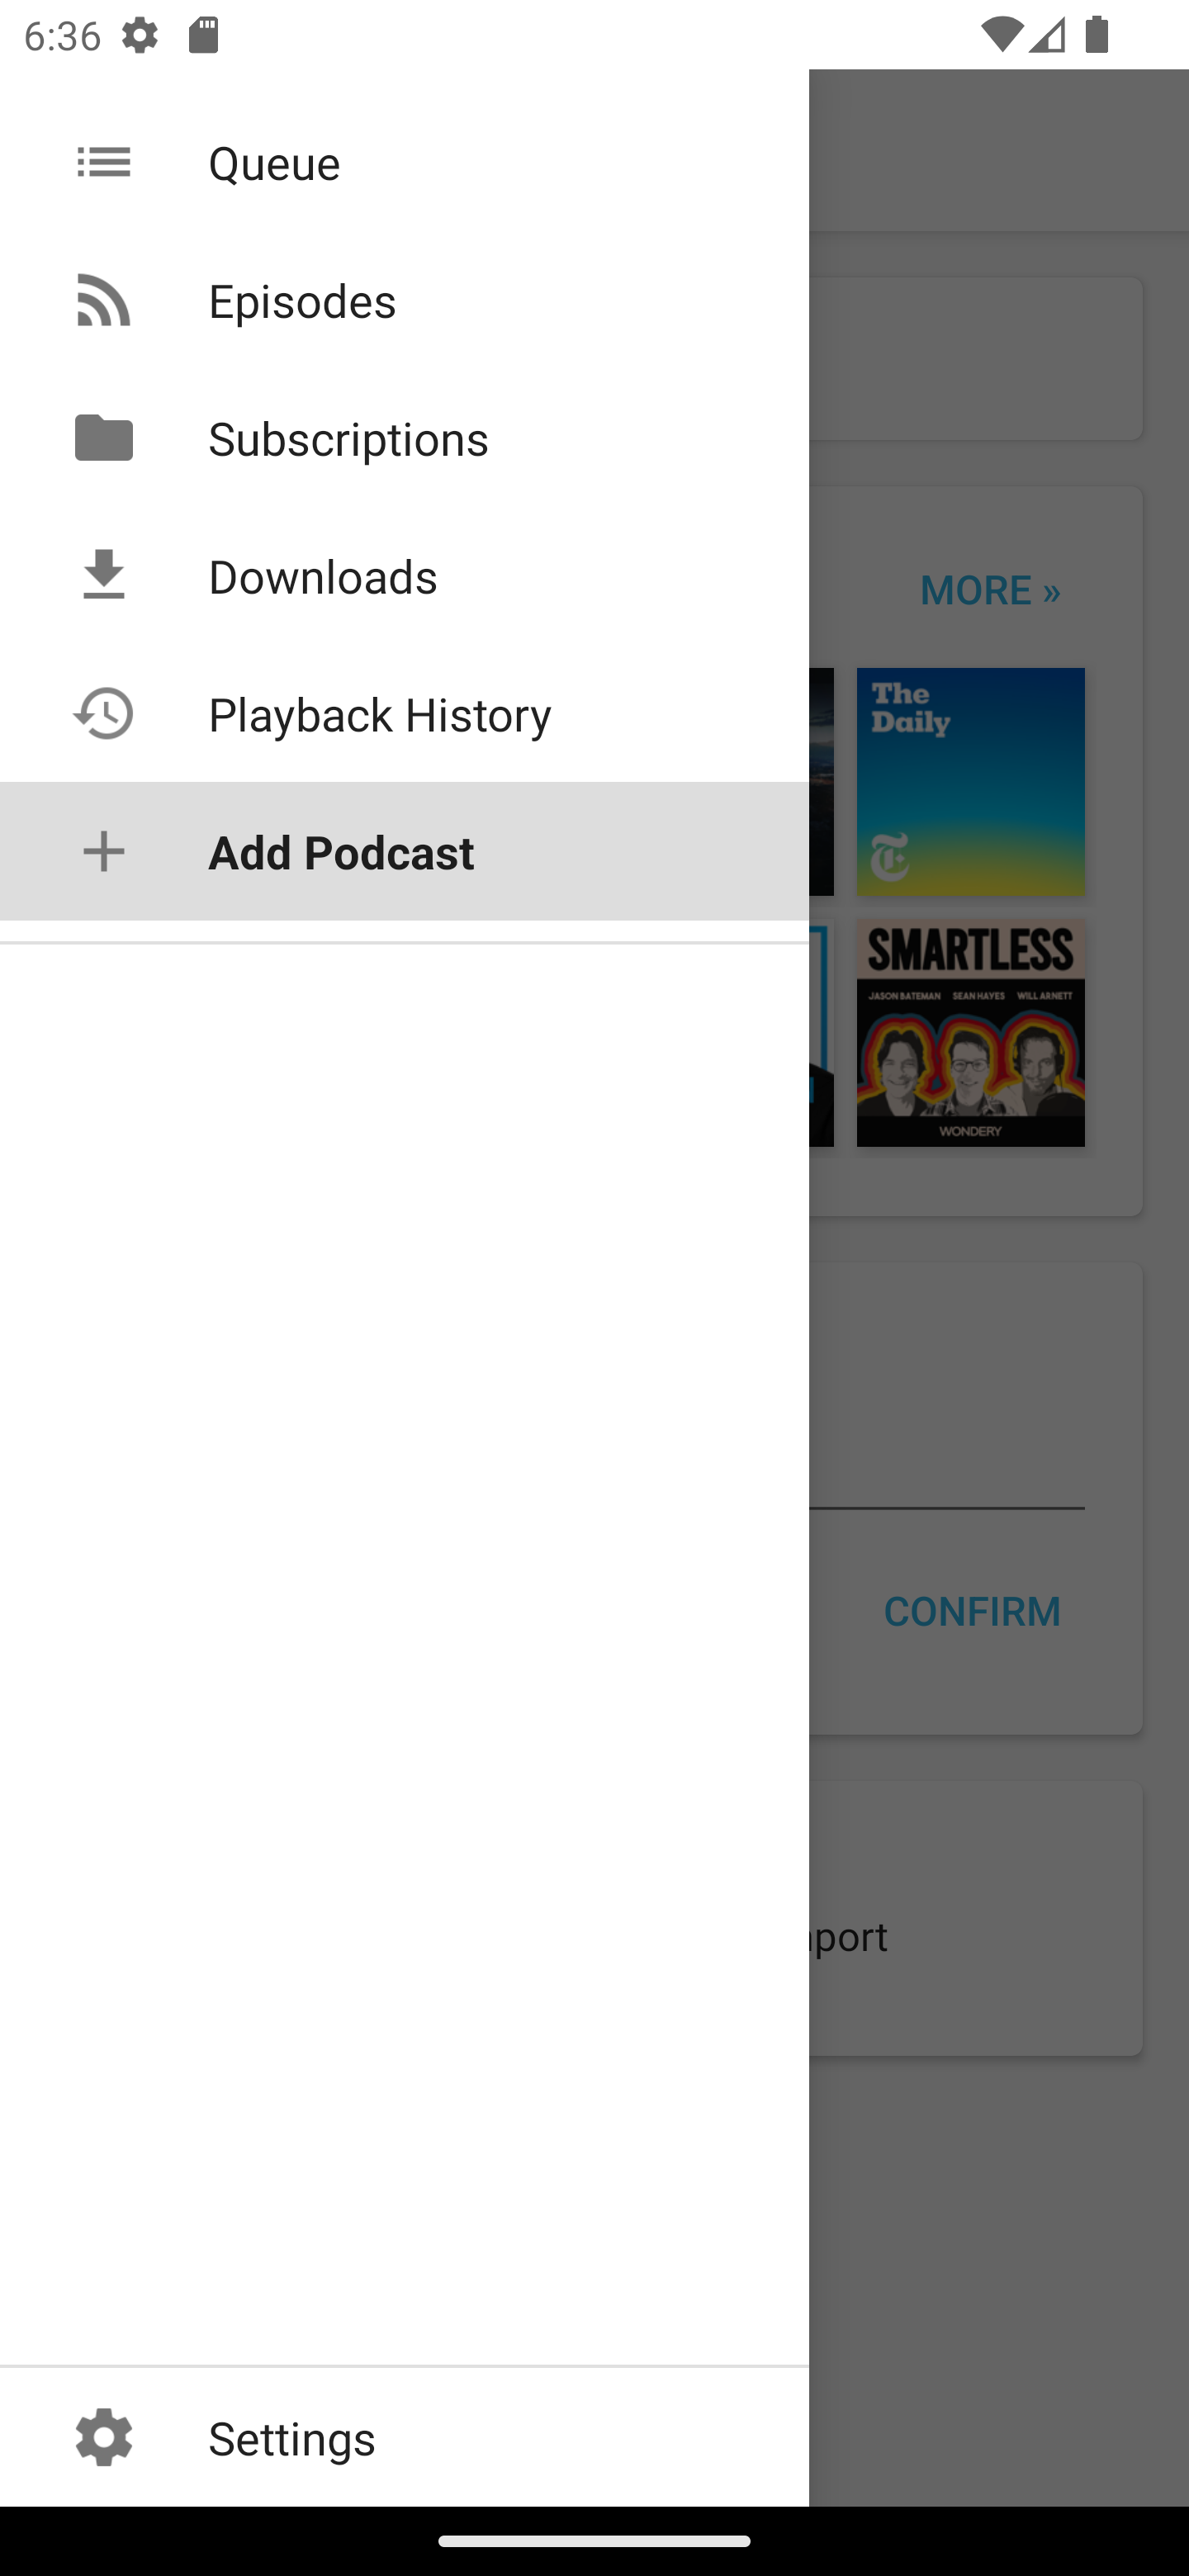 6:36
Queue
Episodes
Subscriptions
Downloads
Playback History
Add Podcast
Settings
MORE »
The
Daily
SMARTLESS
JASON BATEMAN SEAN HAYES WILL ARNETT
WONDERY
CONFIRM
port